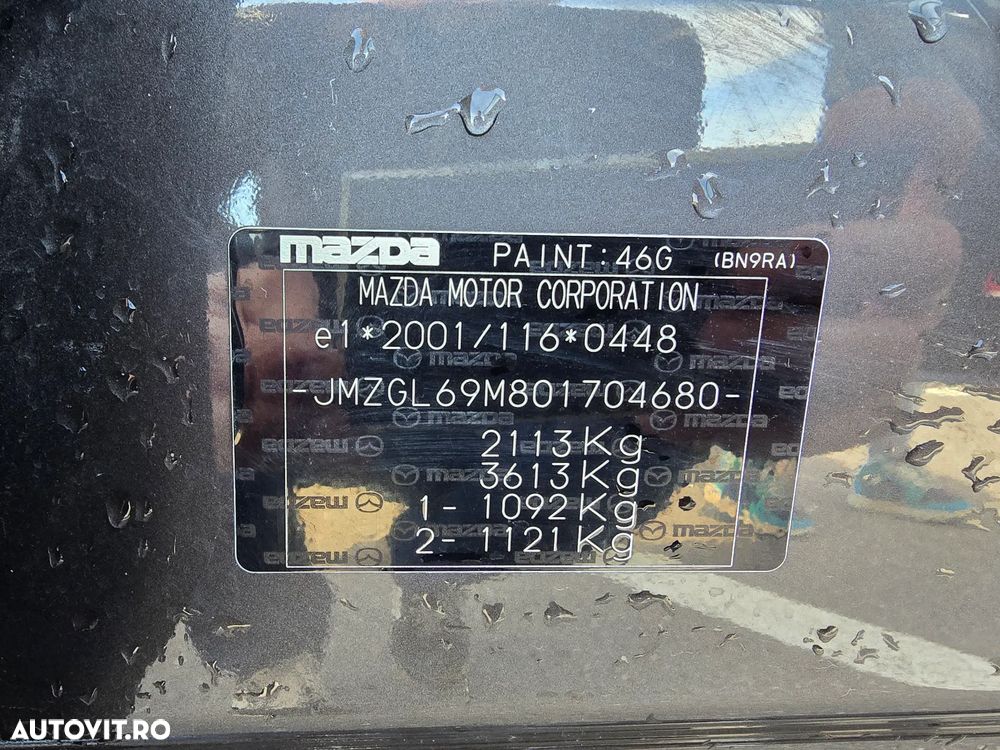 mazda PAINT:46G (BN9RA)
MAZDA MOTOR CORPORATION
e1*2001/116*0448
-JMZGL69M801704680-
2113Kg
3613Kg
1- 1092Kg
2- 1121Kg
AUTOVIT.RO